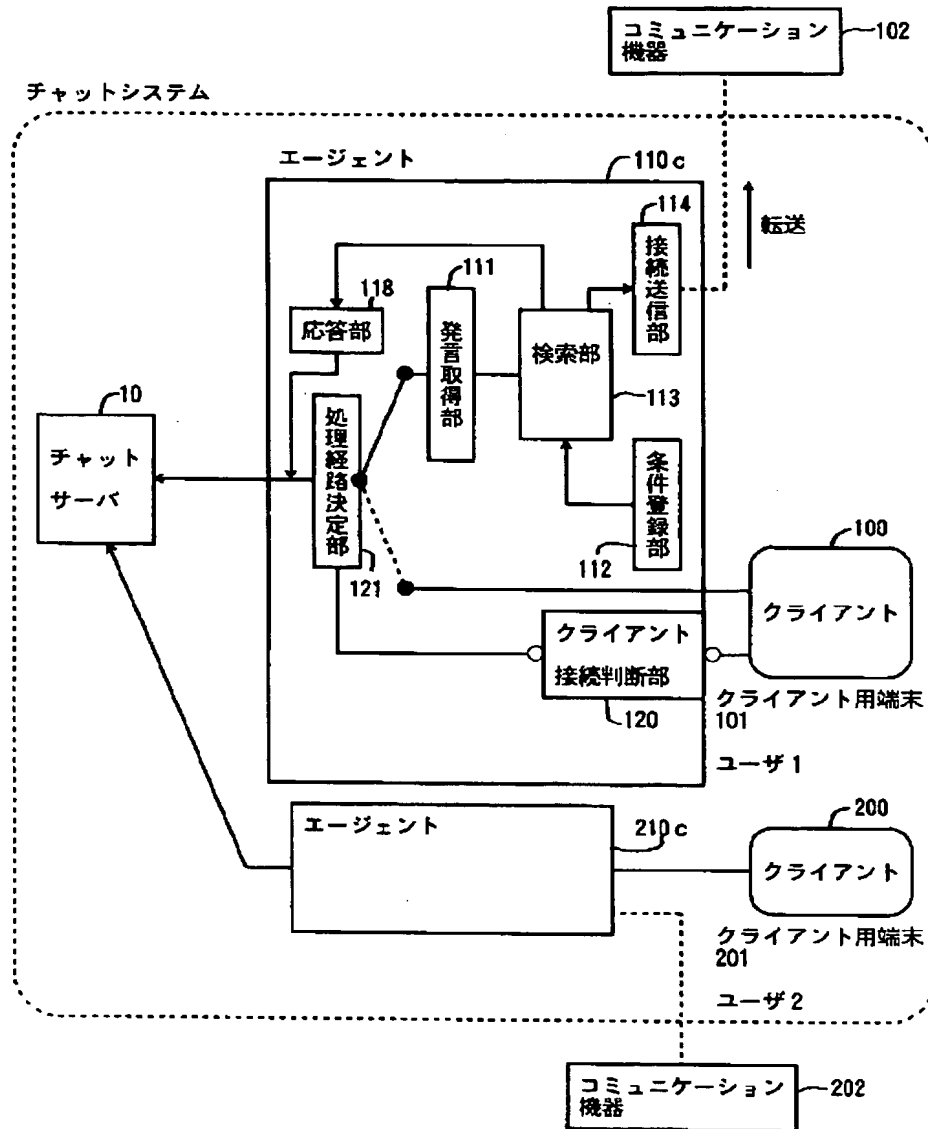 コミュニケーション
機器
102
チャットシステム
エージェント
110c
114
接続送信部
転送
118
応答部
111
発言取得部
検索部
113
10
チャット
サーバ
処理経路決定部
121
条件登録部
112
100
クライアント
クライアント
接続判断部
120
クライアント用端末
101
ユーザ1
エージェント
210c
200
クライアント
クライアント用端末
201
ユーザ2
コミュニケーション
機器
202